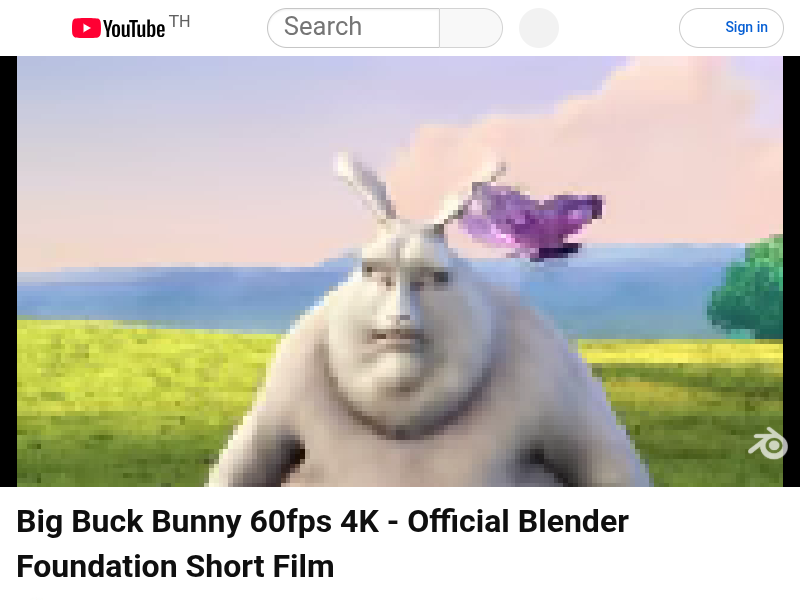 YouTube TH
Search
Sign in
Big Buck Bunny 60fps 4K - Official Blender
Foundation Short Film